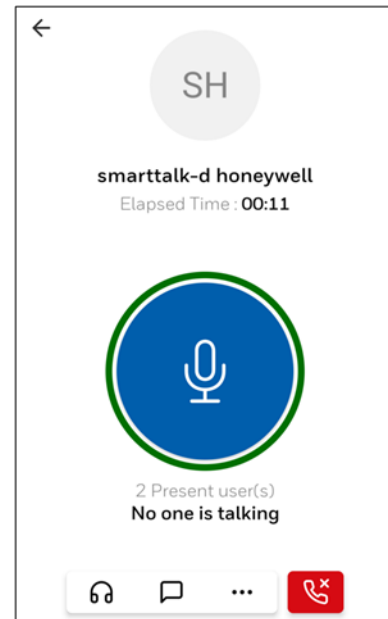 SH
smarttalk-d honeywell
Elapsed Time : 00:11
2 Present user(s)
No one is talking